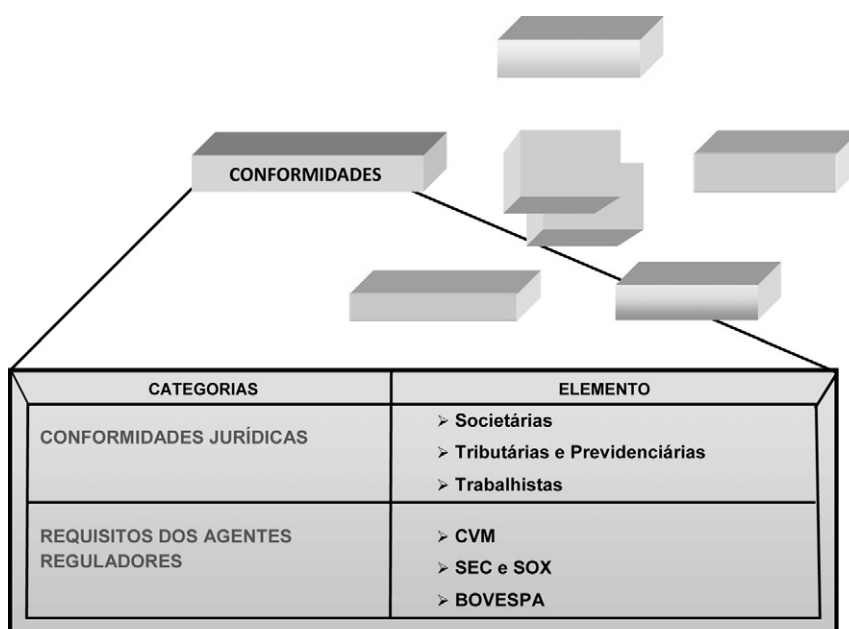 CONFORMIDADES
CATEGORIAS
ELEMENTO
CONFORMIDADES JURÍDICAS
➢ Societárias
➢ Tributárias e Previdenciárias
➢ Trabalhistas
REQUISITOS DOS AGENTES
REGULADORES
➢ CVM
➢ SEC e SOX
➢ BOVESPA